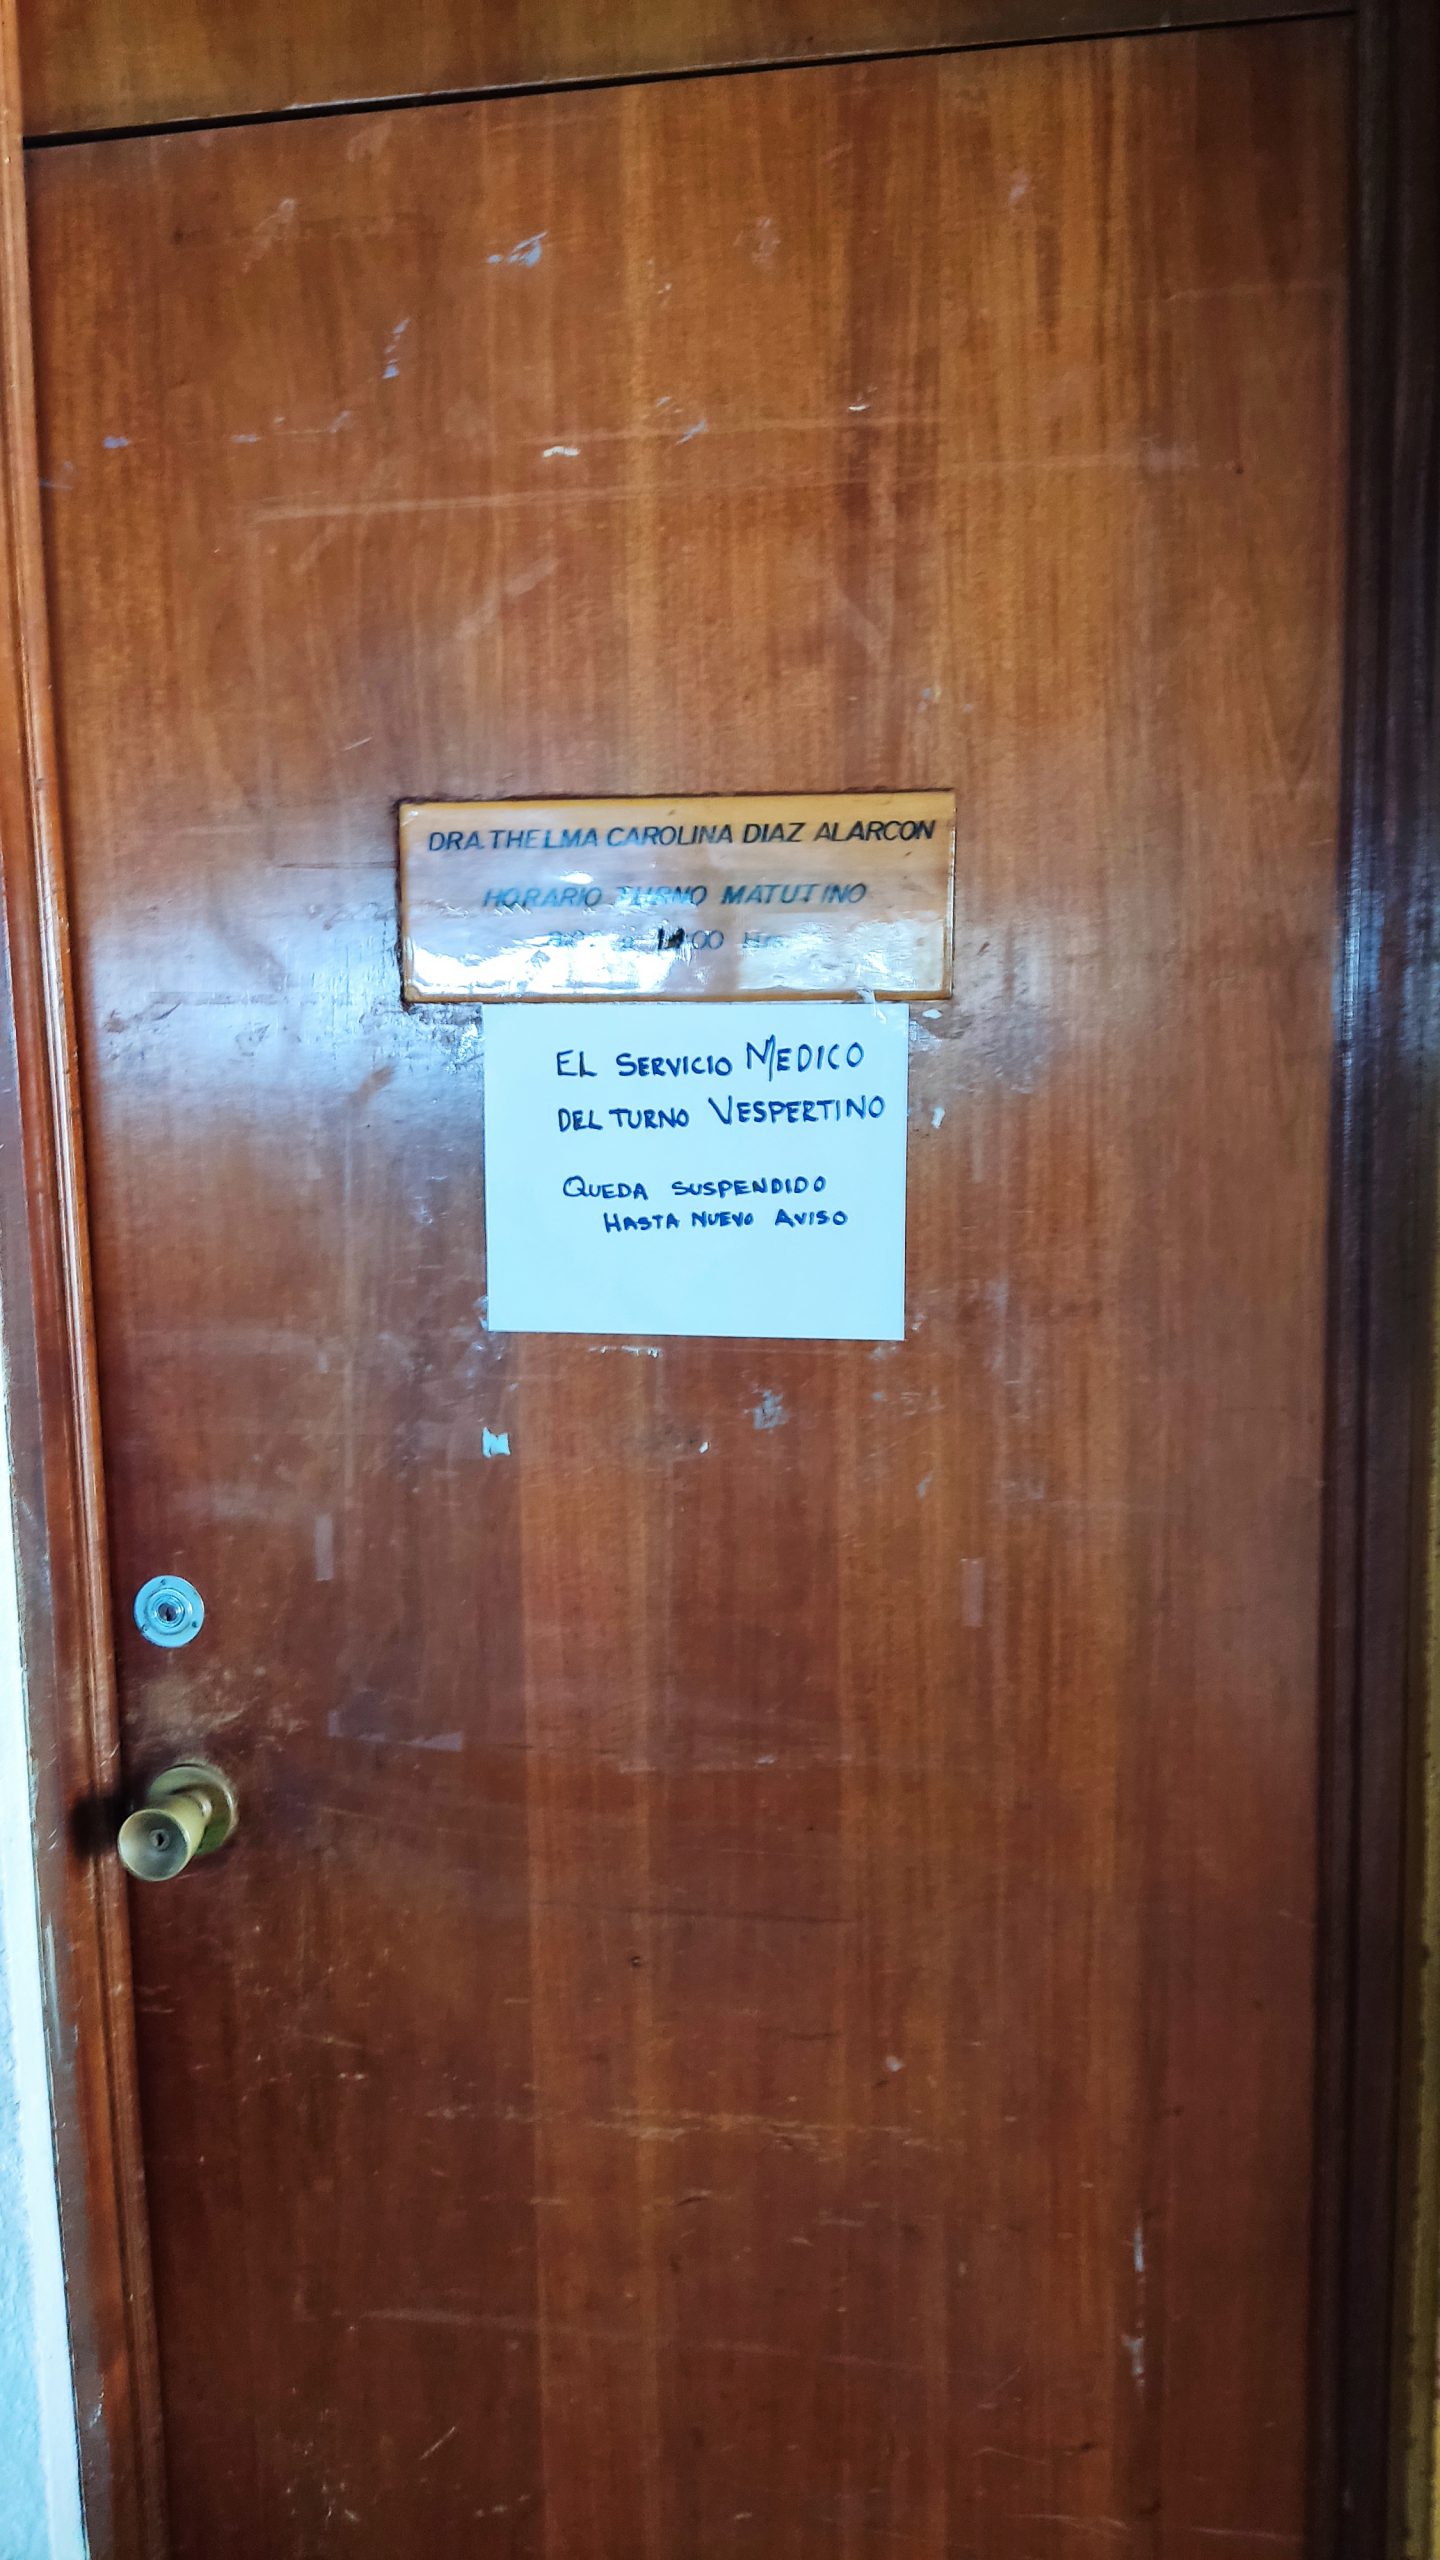 DRA. THELMA CAROLINA DIAZ ALARCON
HORARIO TURNO MATUTINO
EL SERVICIO MEDICO
DEL TURNO VESPERTINO
QUEDA SUSPENDIDO
HASTA NUEVO AVISO